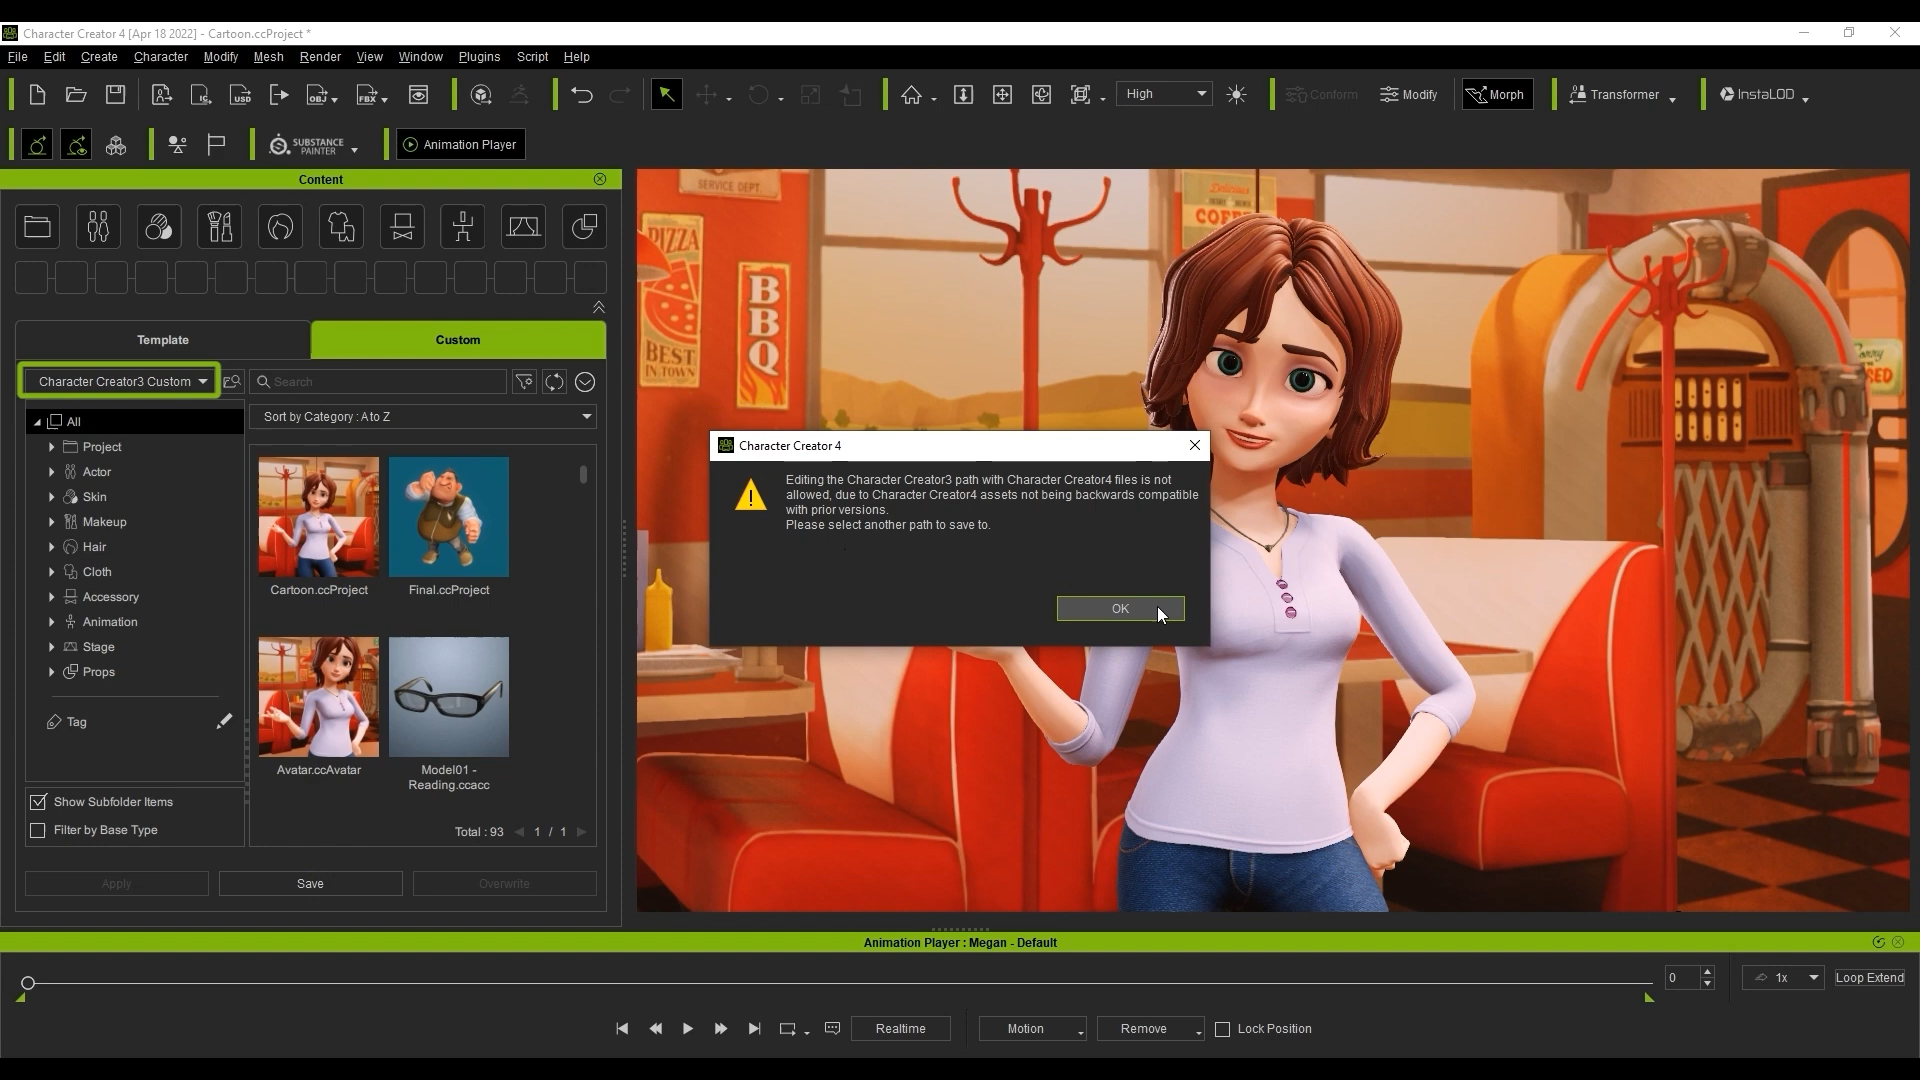 Character Creator 4 [Apr 18 2022] - Cartoon.ccProject *
File Edit Create Character Modify Mesh Render View Window Plugins Script Help
IC USD OBJ FBX High Conform Modify Morph Transformer InstaLOD
SUBSTANCE PAINTER Animation Player
Content
Template Custom
Character Creator3 Custom Search
Sort by Category : A to Z
All
Project
Actor
Skin
Makeup
Hair
Cloth
Accessory
Animation
Stage
Props
Tag
Cartoon.ccProject Final.ccProject
Avatar.ccAvatar Model01 -
Reading.ccacc
Show Subfolder Items
Filter by Base Type
Total : 93 1 / 1
Apply Save Overwrite
SERVICE DEPT.
Delicious
COFFEE
PIZZA
BEST
IN TOWN
BBQ
Character Creator 4
Editing the Character Creator3 path with Character Creator4 files is not
allowed, due to Character Creator4 assets not being backwards compatible
with prior versions.
Please select another path to save to.
OK
Animation Player : Megan - Default
0 1x Loop Extend
Realtime Motion Remove Lock Position